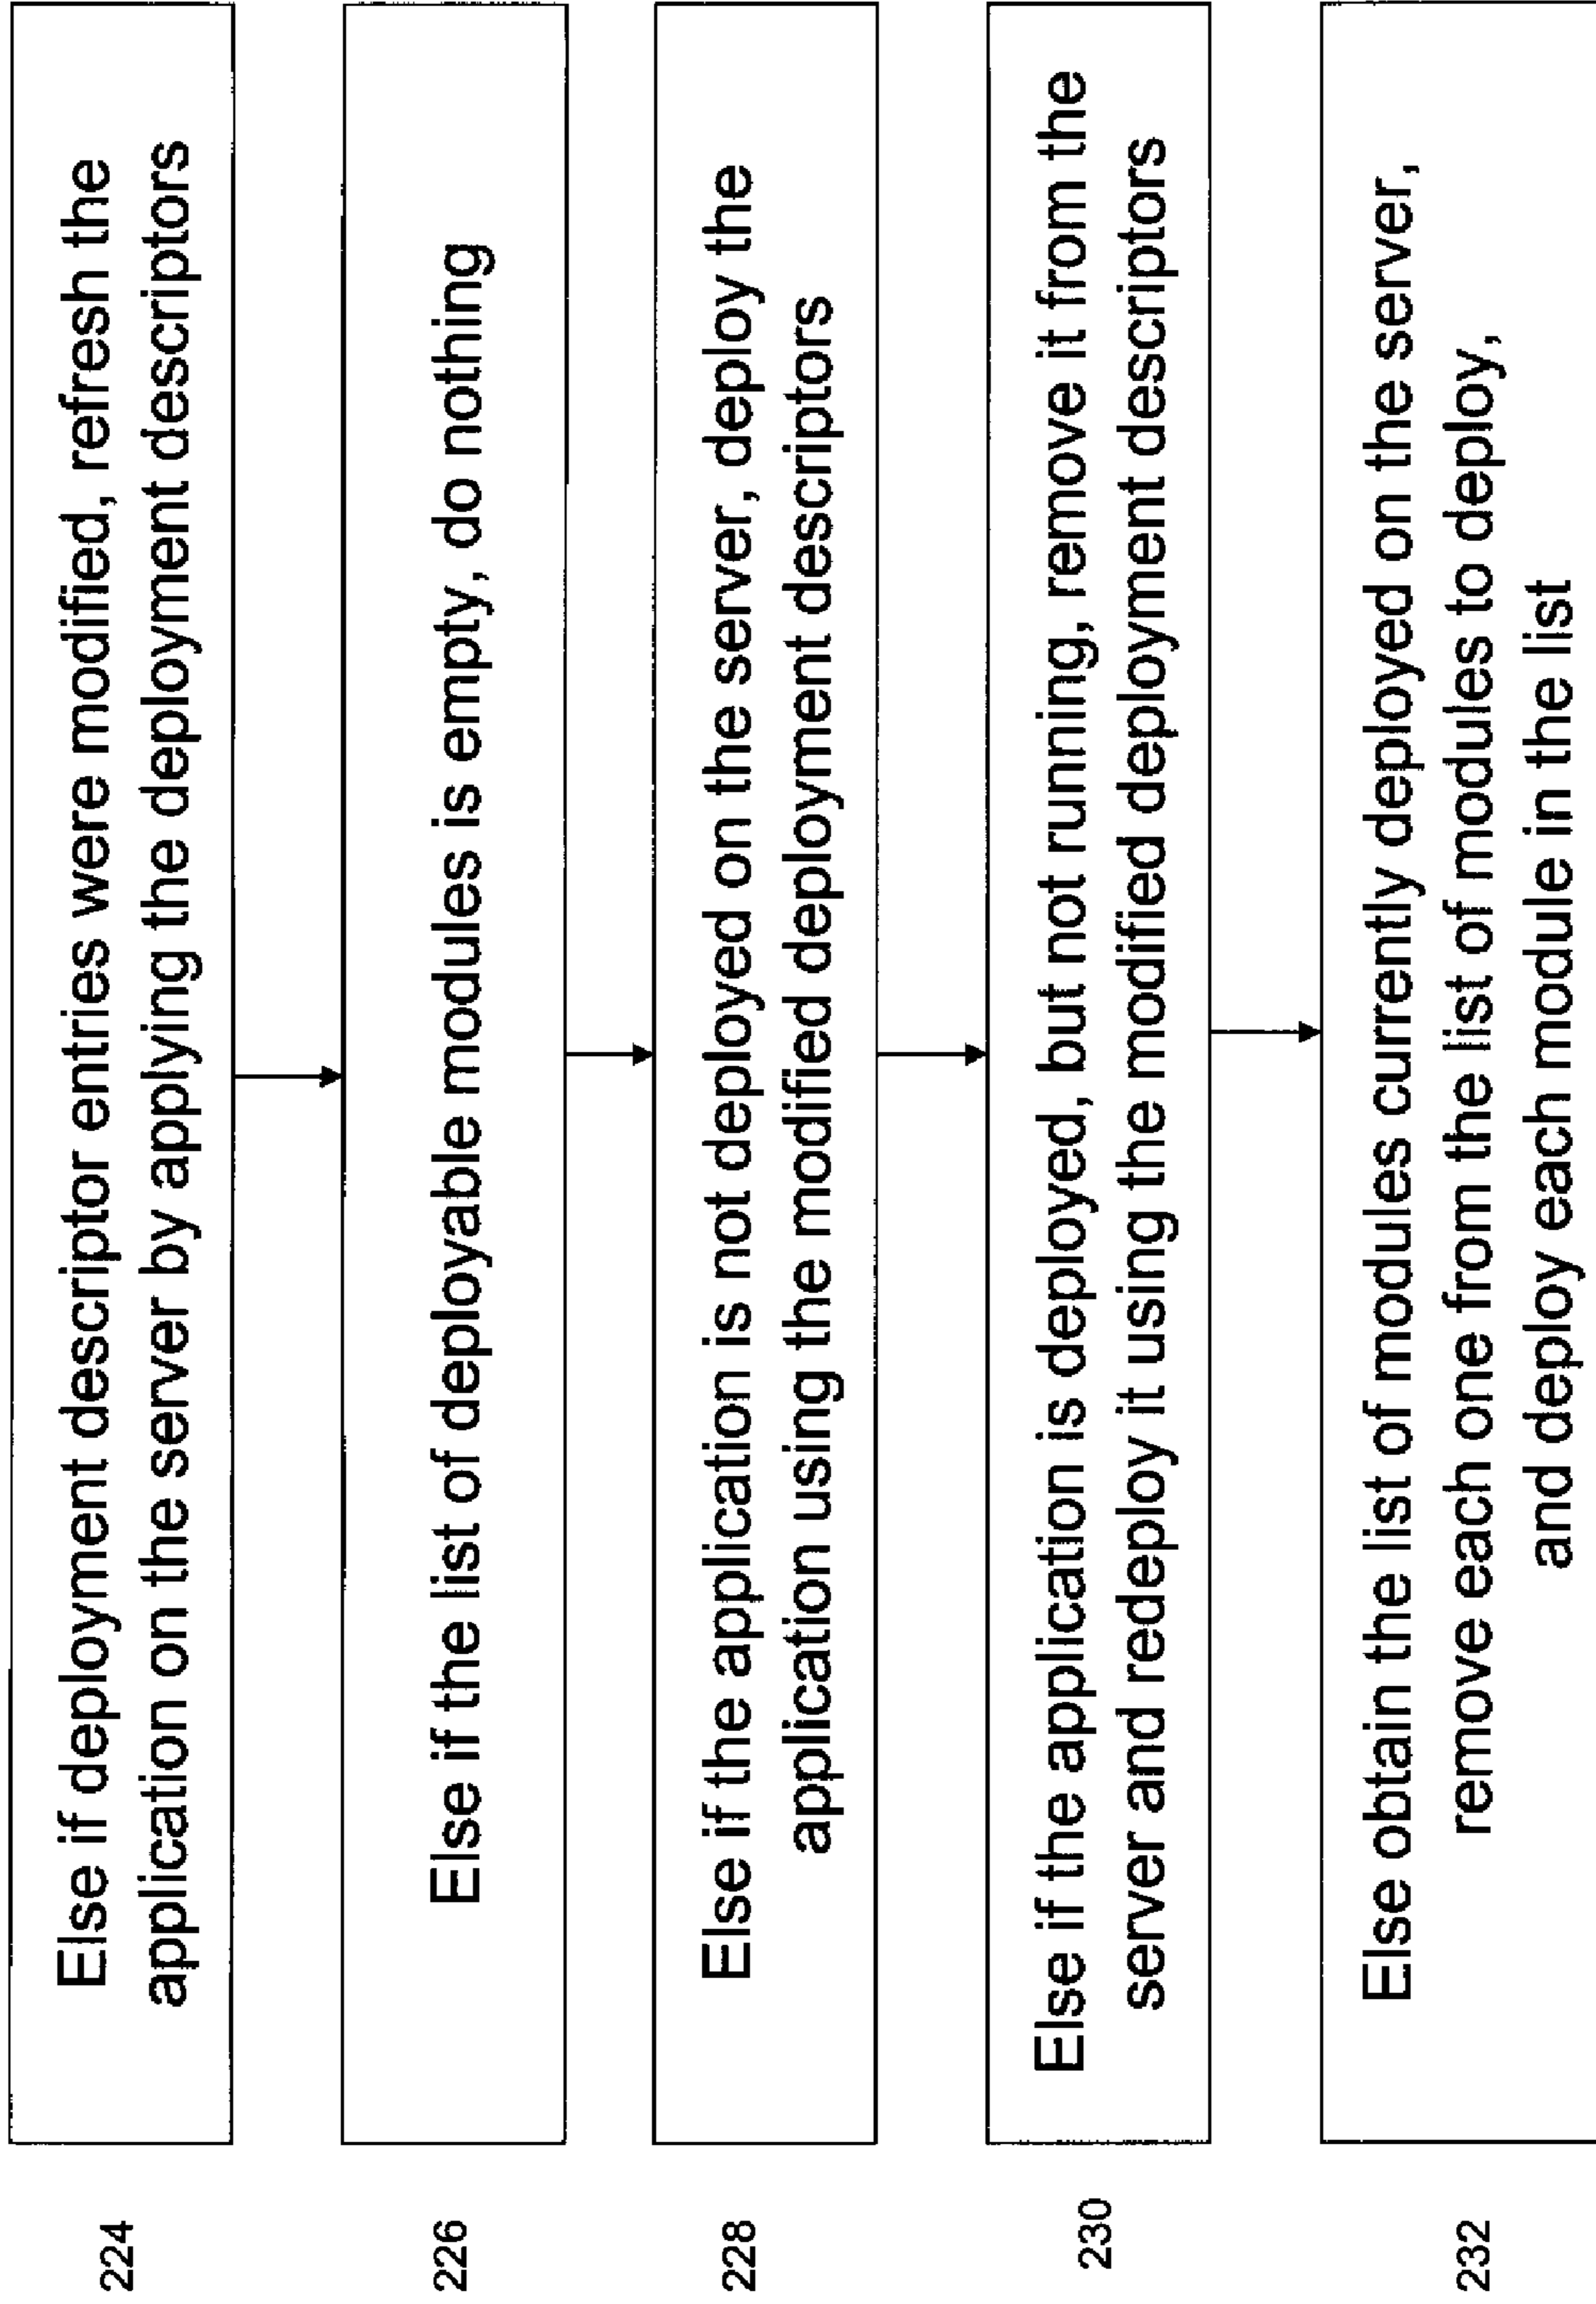 224
Else if deployment descriptor entries were modified, refresh the
application on the server by applying the deployment descriptors
226
Else if the list of deployable modules is empty, do nothing
228
Else if the application is not deployed on the server, deploy the
application using the modified deployment descriptors
230
Else if the application is deployed, but not running, remove it from the
server and redeploy it using the modified deployment descriptors
232
Else obtain the list of modules currently deployed on the server,
remove each one from the list of modules to deploy,
and deploy each module in the list